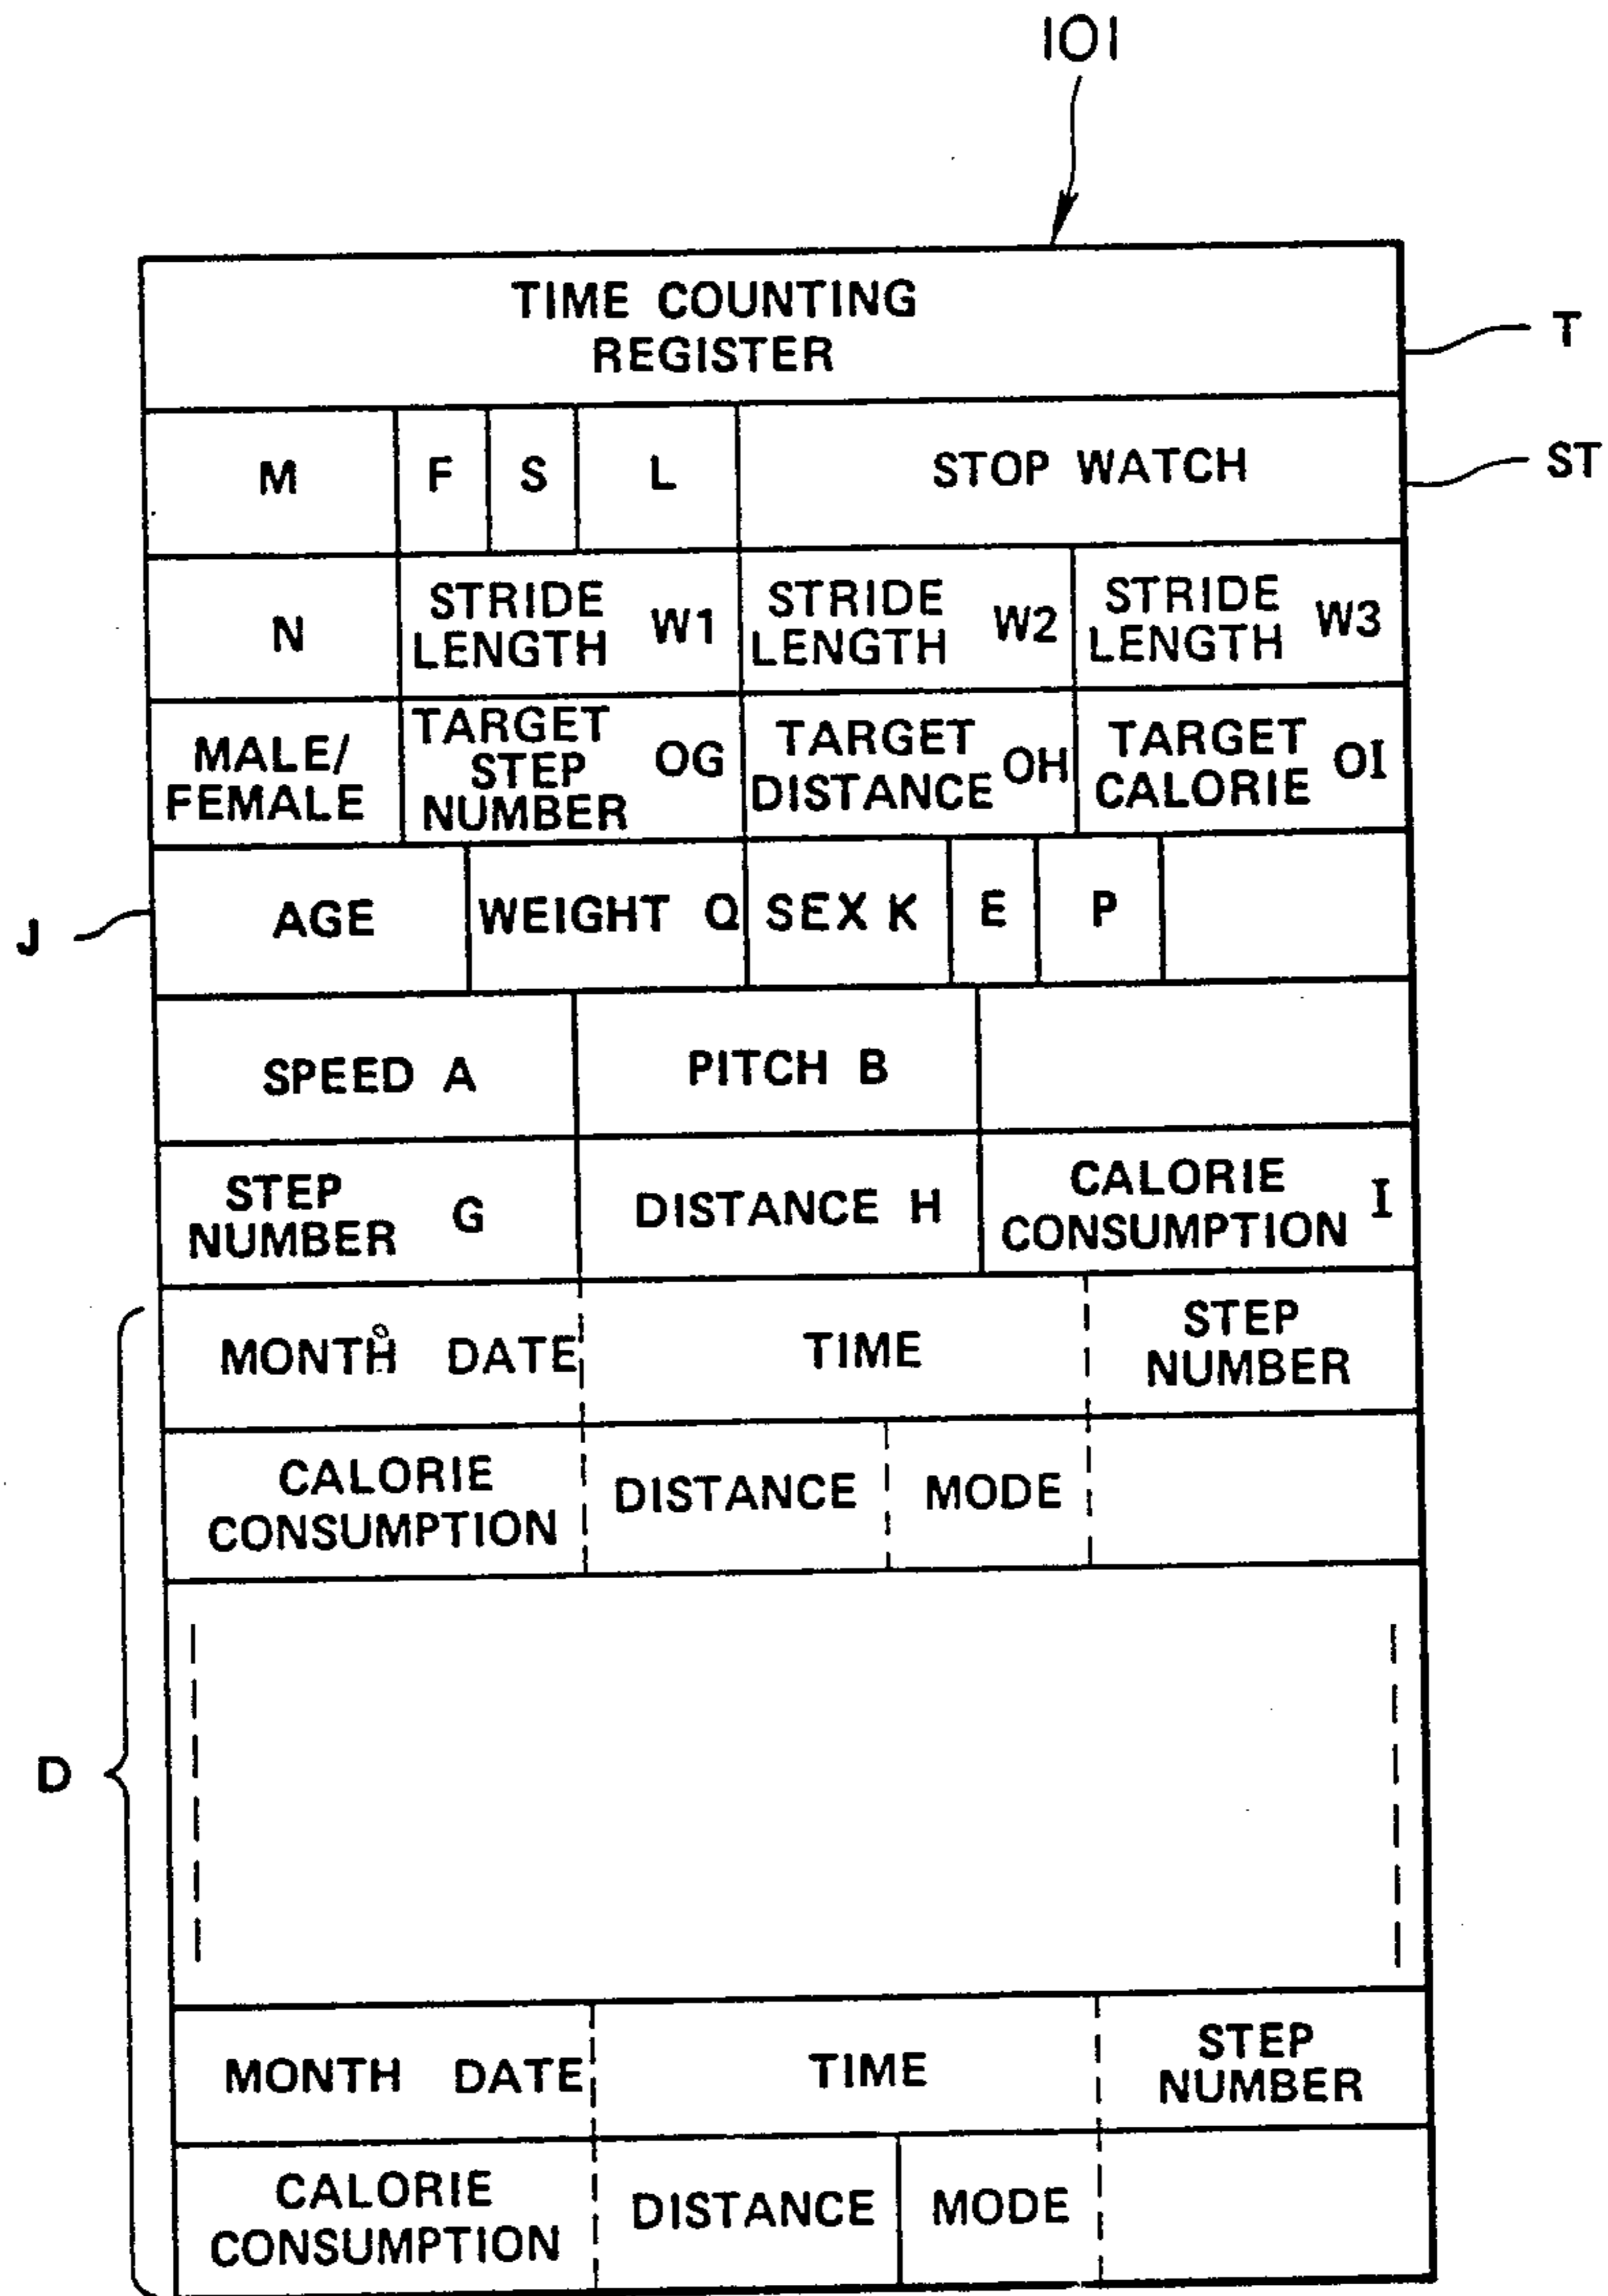 101
TIME COUNTING
REGISTER
T
M F S L STOP WATCH
ST
N STRIDE LENGTH W1 STRIDE LENGTH W2 STRIDE LENGTH W3
MALE/
FEMALE
TARGET
STEP
NUMBER
OG
TARGET
DISTANCE
OH
TARGET
CALORIE
OI
J
AGE WEIGHT Q SEX K E P
SPEED A PITCH B
STEP
NUMBER
G
DISTANCE H
CALORIE
CONSUMPTION
I
D
MONTH DATE TIME
STEP
NUMBER
CALORIE
CONSUMPTION
DISTANCE MODE
MONTH DATE TIME
STEP
NUMBER
CALORIE
CONSUMPTION
DISTANCE MODE